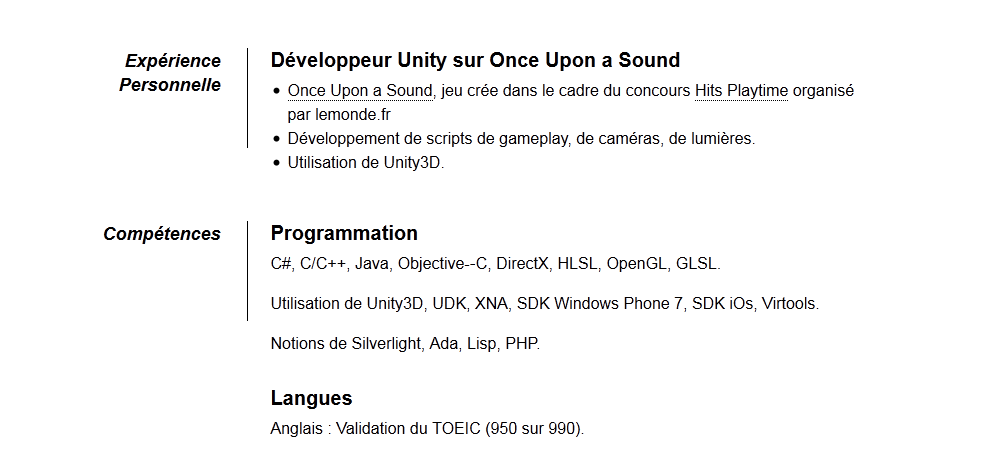 Expérience
Personnelle
Développeur Unity sur Once Upon a Sound
• Once Upon a Sound, jeu crée dans le cadre du concours Hits Playtime organisé
par lemonde.fr
• Développement de scripts de gameplay, de caméras, de lumières.
• Utilisation de Unity3D.
Compétences
Programmation
C#, C/C++, Java, Objective--C, DirectX, HLSL, OpenGL, GLSL.
Utilisation de Unity3D, UDK, XNA, SDK Windows Phone 7, SDK iOs, Virtools.
Notions de Silverlight, Ada, Lisp, PHP.
Langues
Anglais : Validation du TOEIC (950 sur 990).